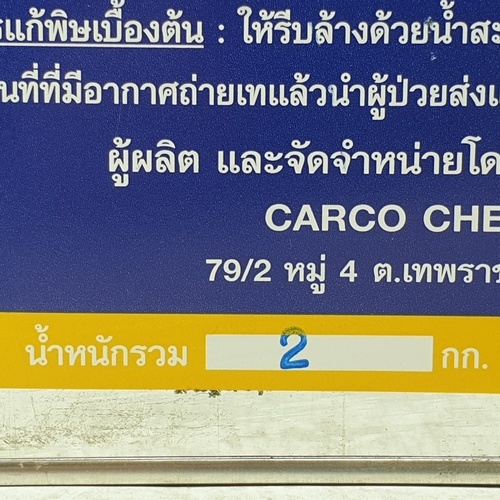 รแก้พิษเบื้องต้น : ให้รีบล้างด้วยน้ำสะ
นที่ที่มีอากาศถ่ายเทแล้วนำผู้ป่วยส่งแ
ผู้ผลิต และจัดจำหน่ายโด
CARCO CHE
79/2 หมู่ 4 ต.เทพราช
น้ำหนักรวม 2 กก.